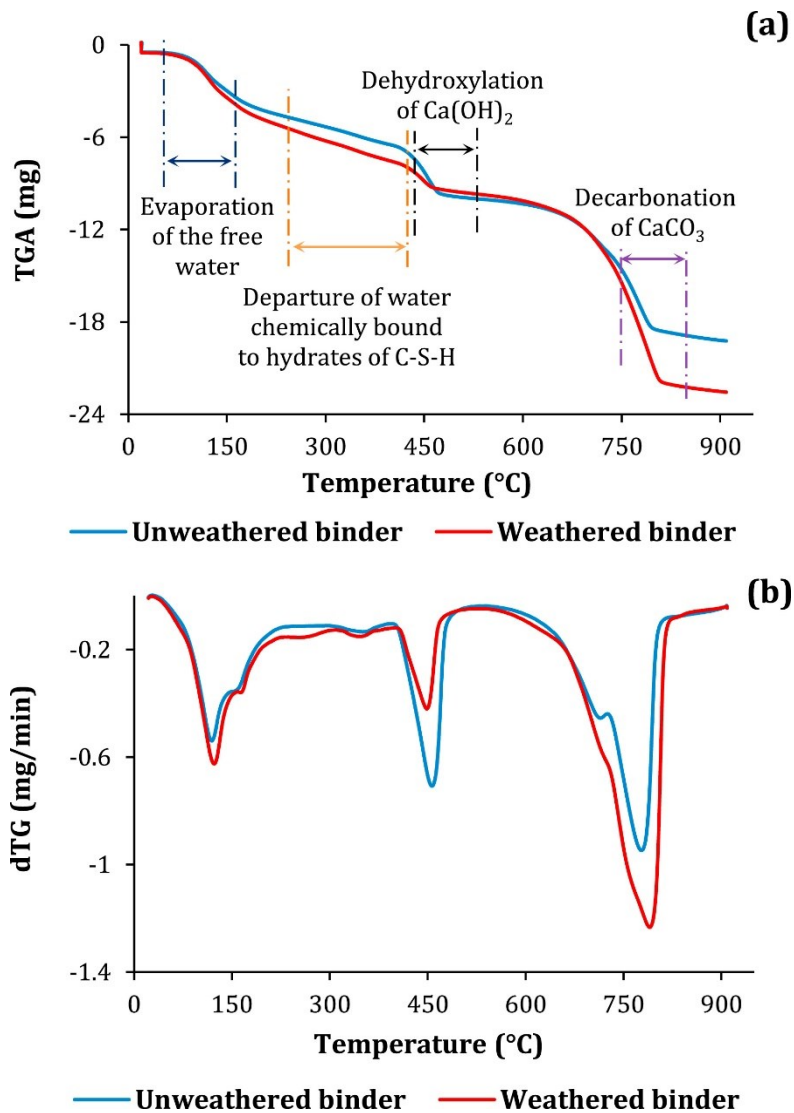 (a)
0
-6
-12
-18
-24
TGA (mg)
Dehydroxylation
of Ca(OH)₂
Evaporation
of the free
water
Decarbonation
of CaCO₃
Departure of water
chemically bound
to hydrates of C-S-H
0 150 300 450 600 750 900
Temperature (°C)
Unweathered binder Weathered binder
(b)
-0.2
-0.6
-1
-1.4
dTG (mg/min)
0 150 300 450 600 750 900
Temperature (°C)
Unweathered binder Weathered binder